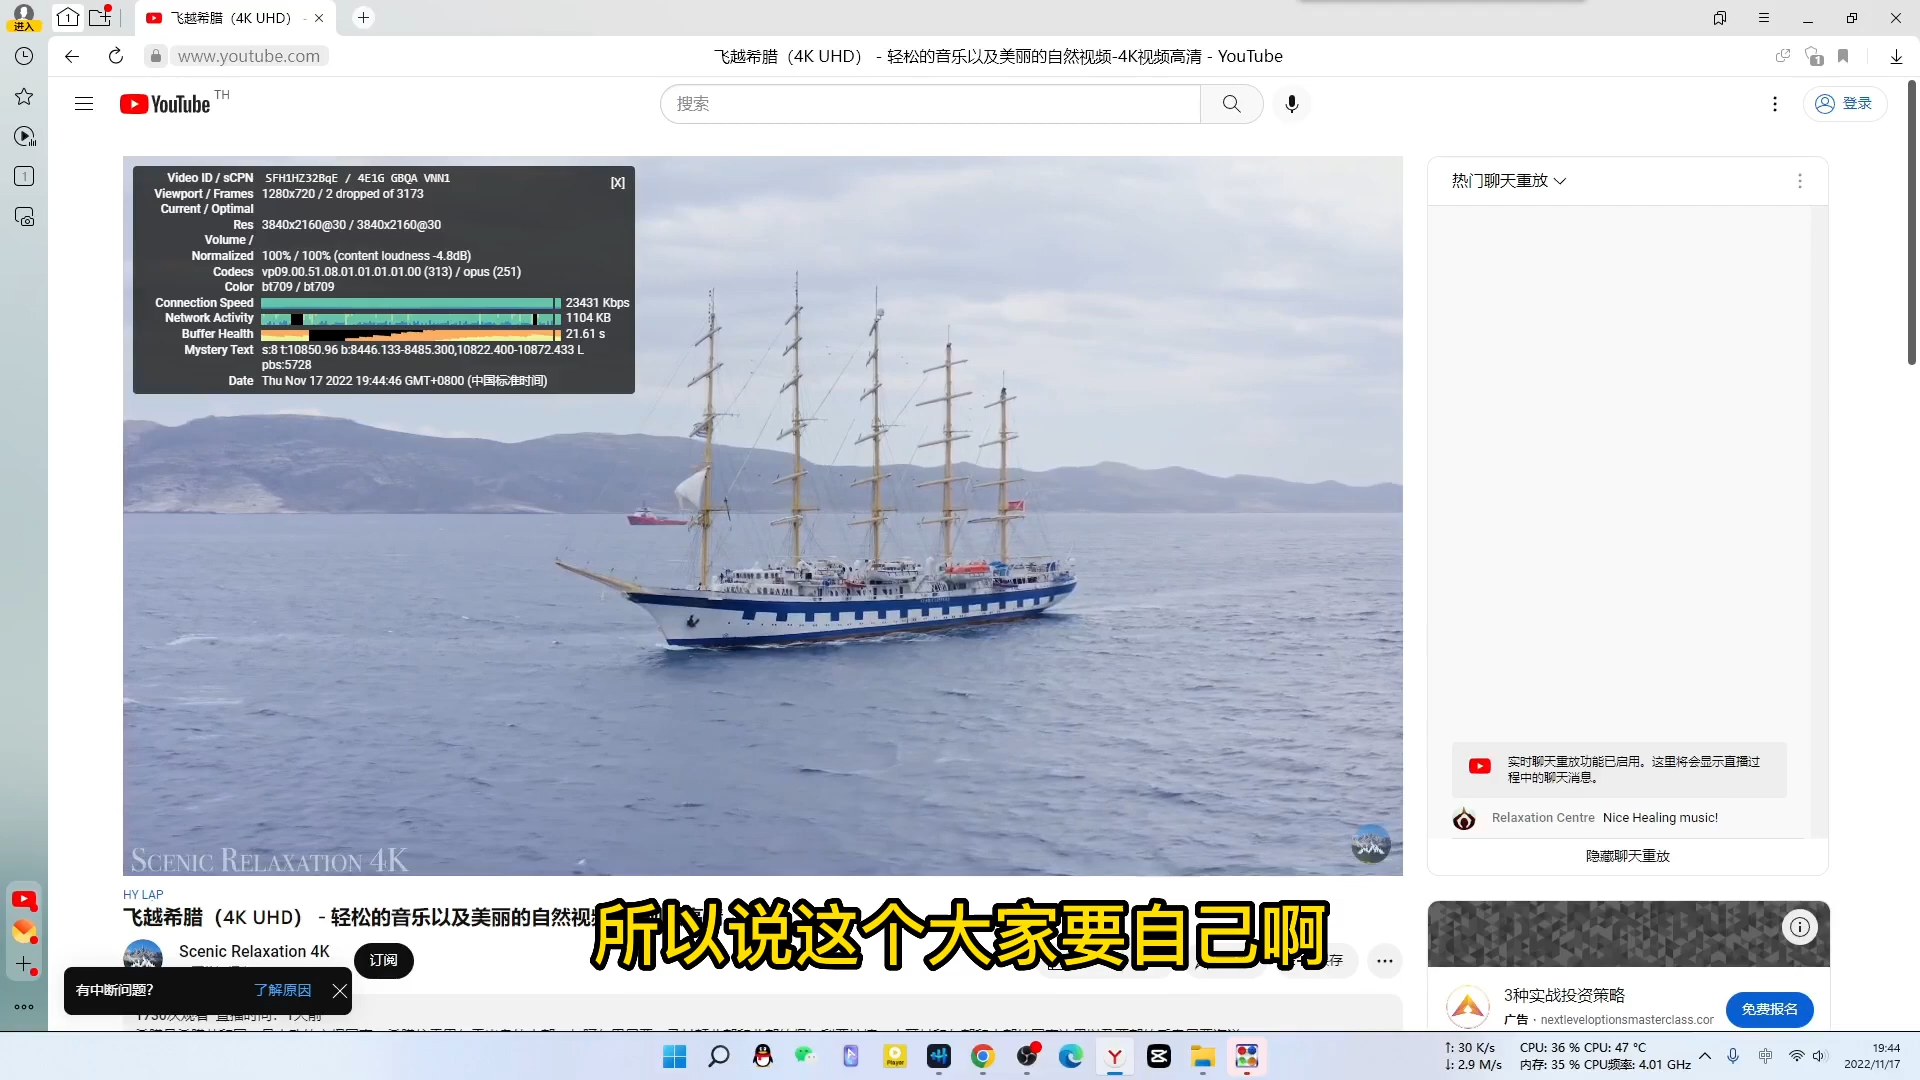 进入
飞越希腊（4K UHD） -
www.youtube.com
飞越希腊（4K UHD） - 轻松的音乐以及美丽的自然视频-4K视频高清 - YouTube
1
YouTube TH
搜索
登录
1
Video ID / sCPN SFH1HZ32BqE / 4E1G GBQA VNN1
[X]
Viewport / Frames 1280x720 / 2 dropped of 3173
Current / Optimal
Res 3840x2160@30 / 3840x2160@30
Volume /
Normalized 100% / 100% (content loudness -4.8dB)
Codecs vp09.00.51.08.01.01.01.01.00 (313) / opus (251)
Color bt709 / bt709
Connection Speed 23431 Kbps
Network Activity 1104 KB
Buffer Health 21.61 s
Mystery Text s:8 t:10850.96 b:8446.133-8485.300,10822.400-10872.433 L
pbs:5728
Date Thu Nov 17 2022 19:44:46 GMT+0800 (中国标准时间)
热门聊天重放
实时聊天重放功能已启用。这里将会显示直播过
程中的聊天消息。
Relaxation Centre Nice Healing music!
隐藏聊天重放
SCENIC RELAXATION 4K
HY LAP
飞越希腊（4K UHD） - 轻松的音乐以及美丽的自然视
所以说这个大家要自己啊
Scenic Relaxation 4K
订阅
有中断问题？
了解原因
3种实战投资策略
广告 · nextleveloptionsmasterclass.com
免费报名
Player
↑: 30 K/s CPU: 36 % CPU: 47 °C
↓: 2.9 M/s 内存: 35 % CPU频率: 4.01 GHz
中
19:44
2022/11/17